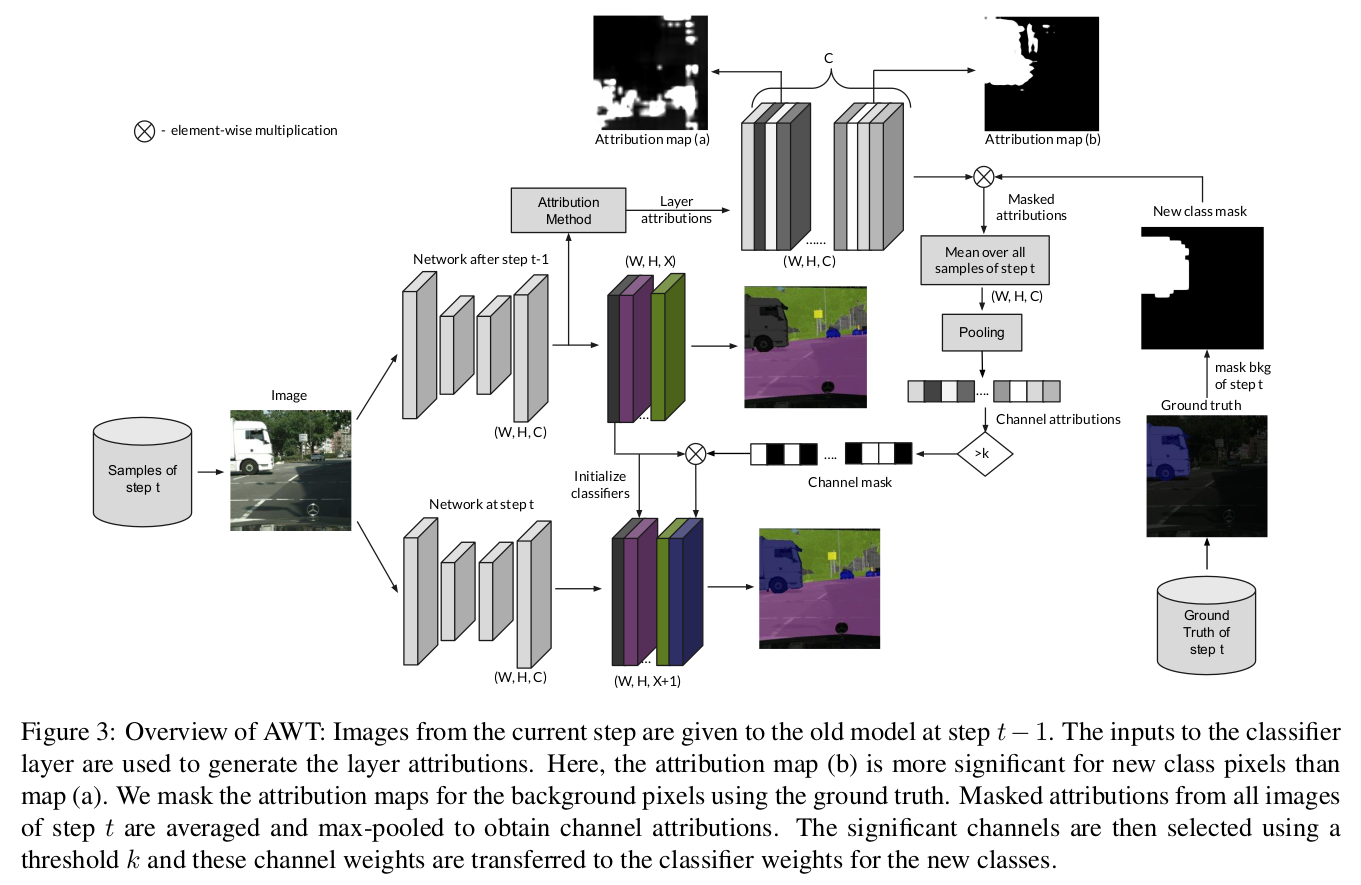 C
Attribution map (a)
Attribution map (b)
- element-wise multiplication
Attribution
Method
Layer
attributions
......
(W, H, C)
Masked
attributions
New class mask
Mean over all
samples of step t
(W, H, C)
Pooling
....
Channel attributions
mask bkg
of step t
Ground truth
Network after step t-1
(W, H, X)
...
(W, H, C)
Image
Samples of
step t
Initialize
classifiers
....
Channel mask
>k
Network at step t
...
(W, H, C)
(W, H, X+1)
Ground
Truth of
step t
Figure 3: Overview of AWT: Images from the current step are given to the old model at step t − 1. The inputs to the classifier
layer are used to generate the layer attributions. Here, the attribution map (b) is more significant for new class pixels than
map (a). We mask the attribution maps for the background pixels using the ground truth. Masked attributions from all images
of step t are averaged and max-pooled to obtain channel attributions. The significant channels are then selected using a
threshold k and these channel weights are transferred to the classifier weights for the new classes.